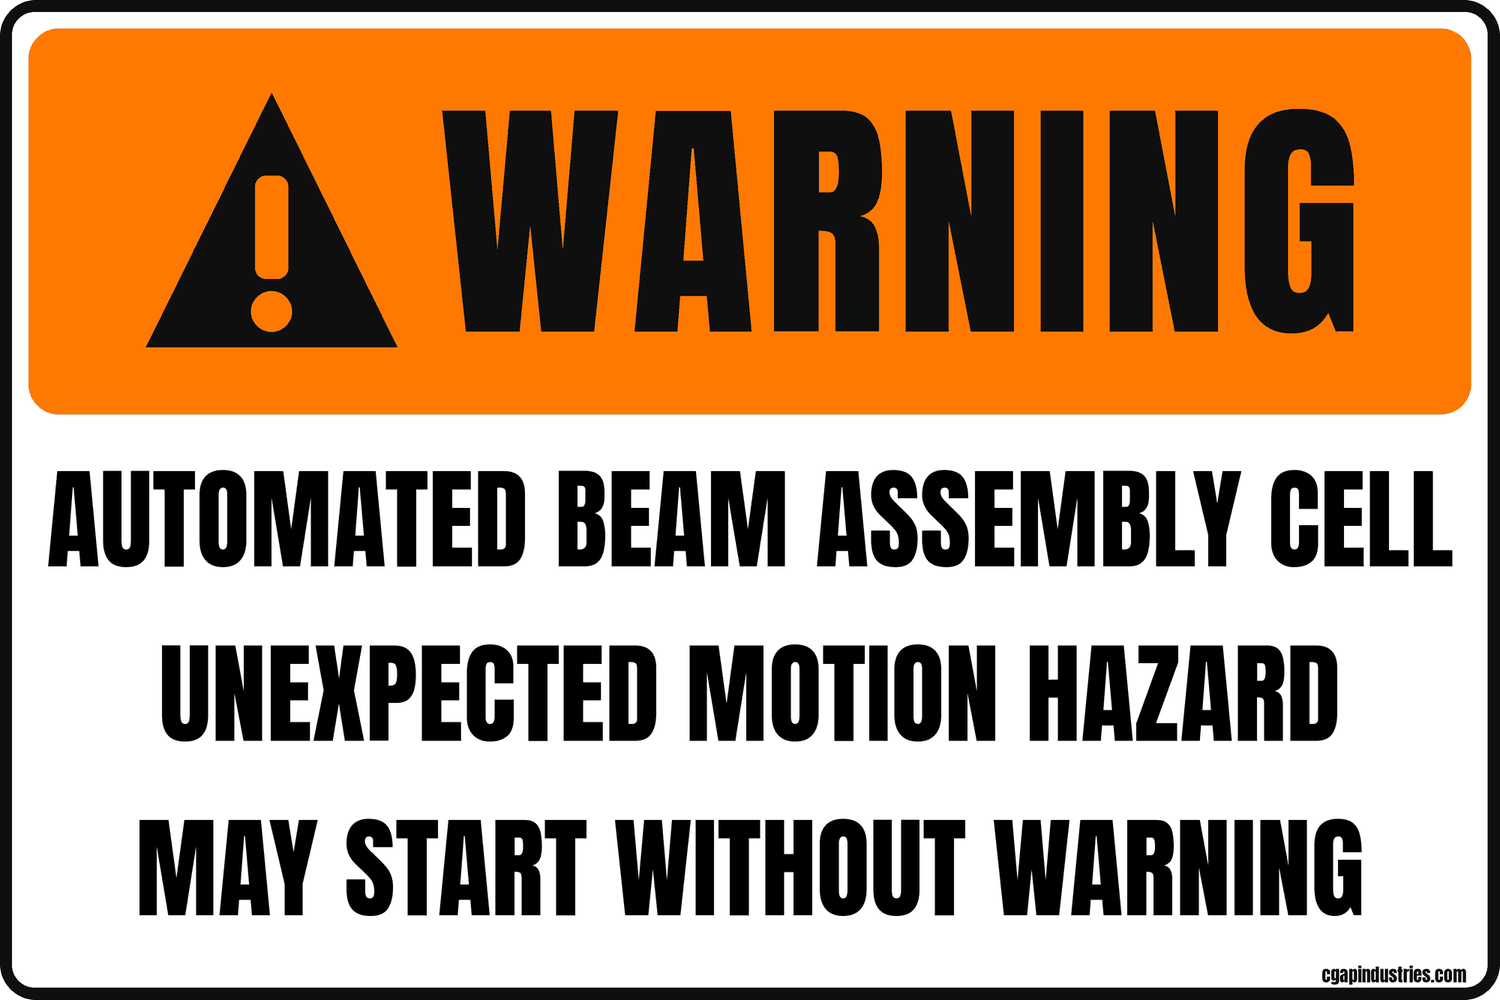 WARNING
AUTOMATED BEAM ASSEMBLY CELL
UNEXPECTED MOTION HAZARD
MAY START WITHOUT WARNING
cgapindustries.com